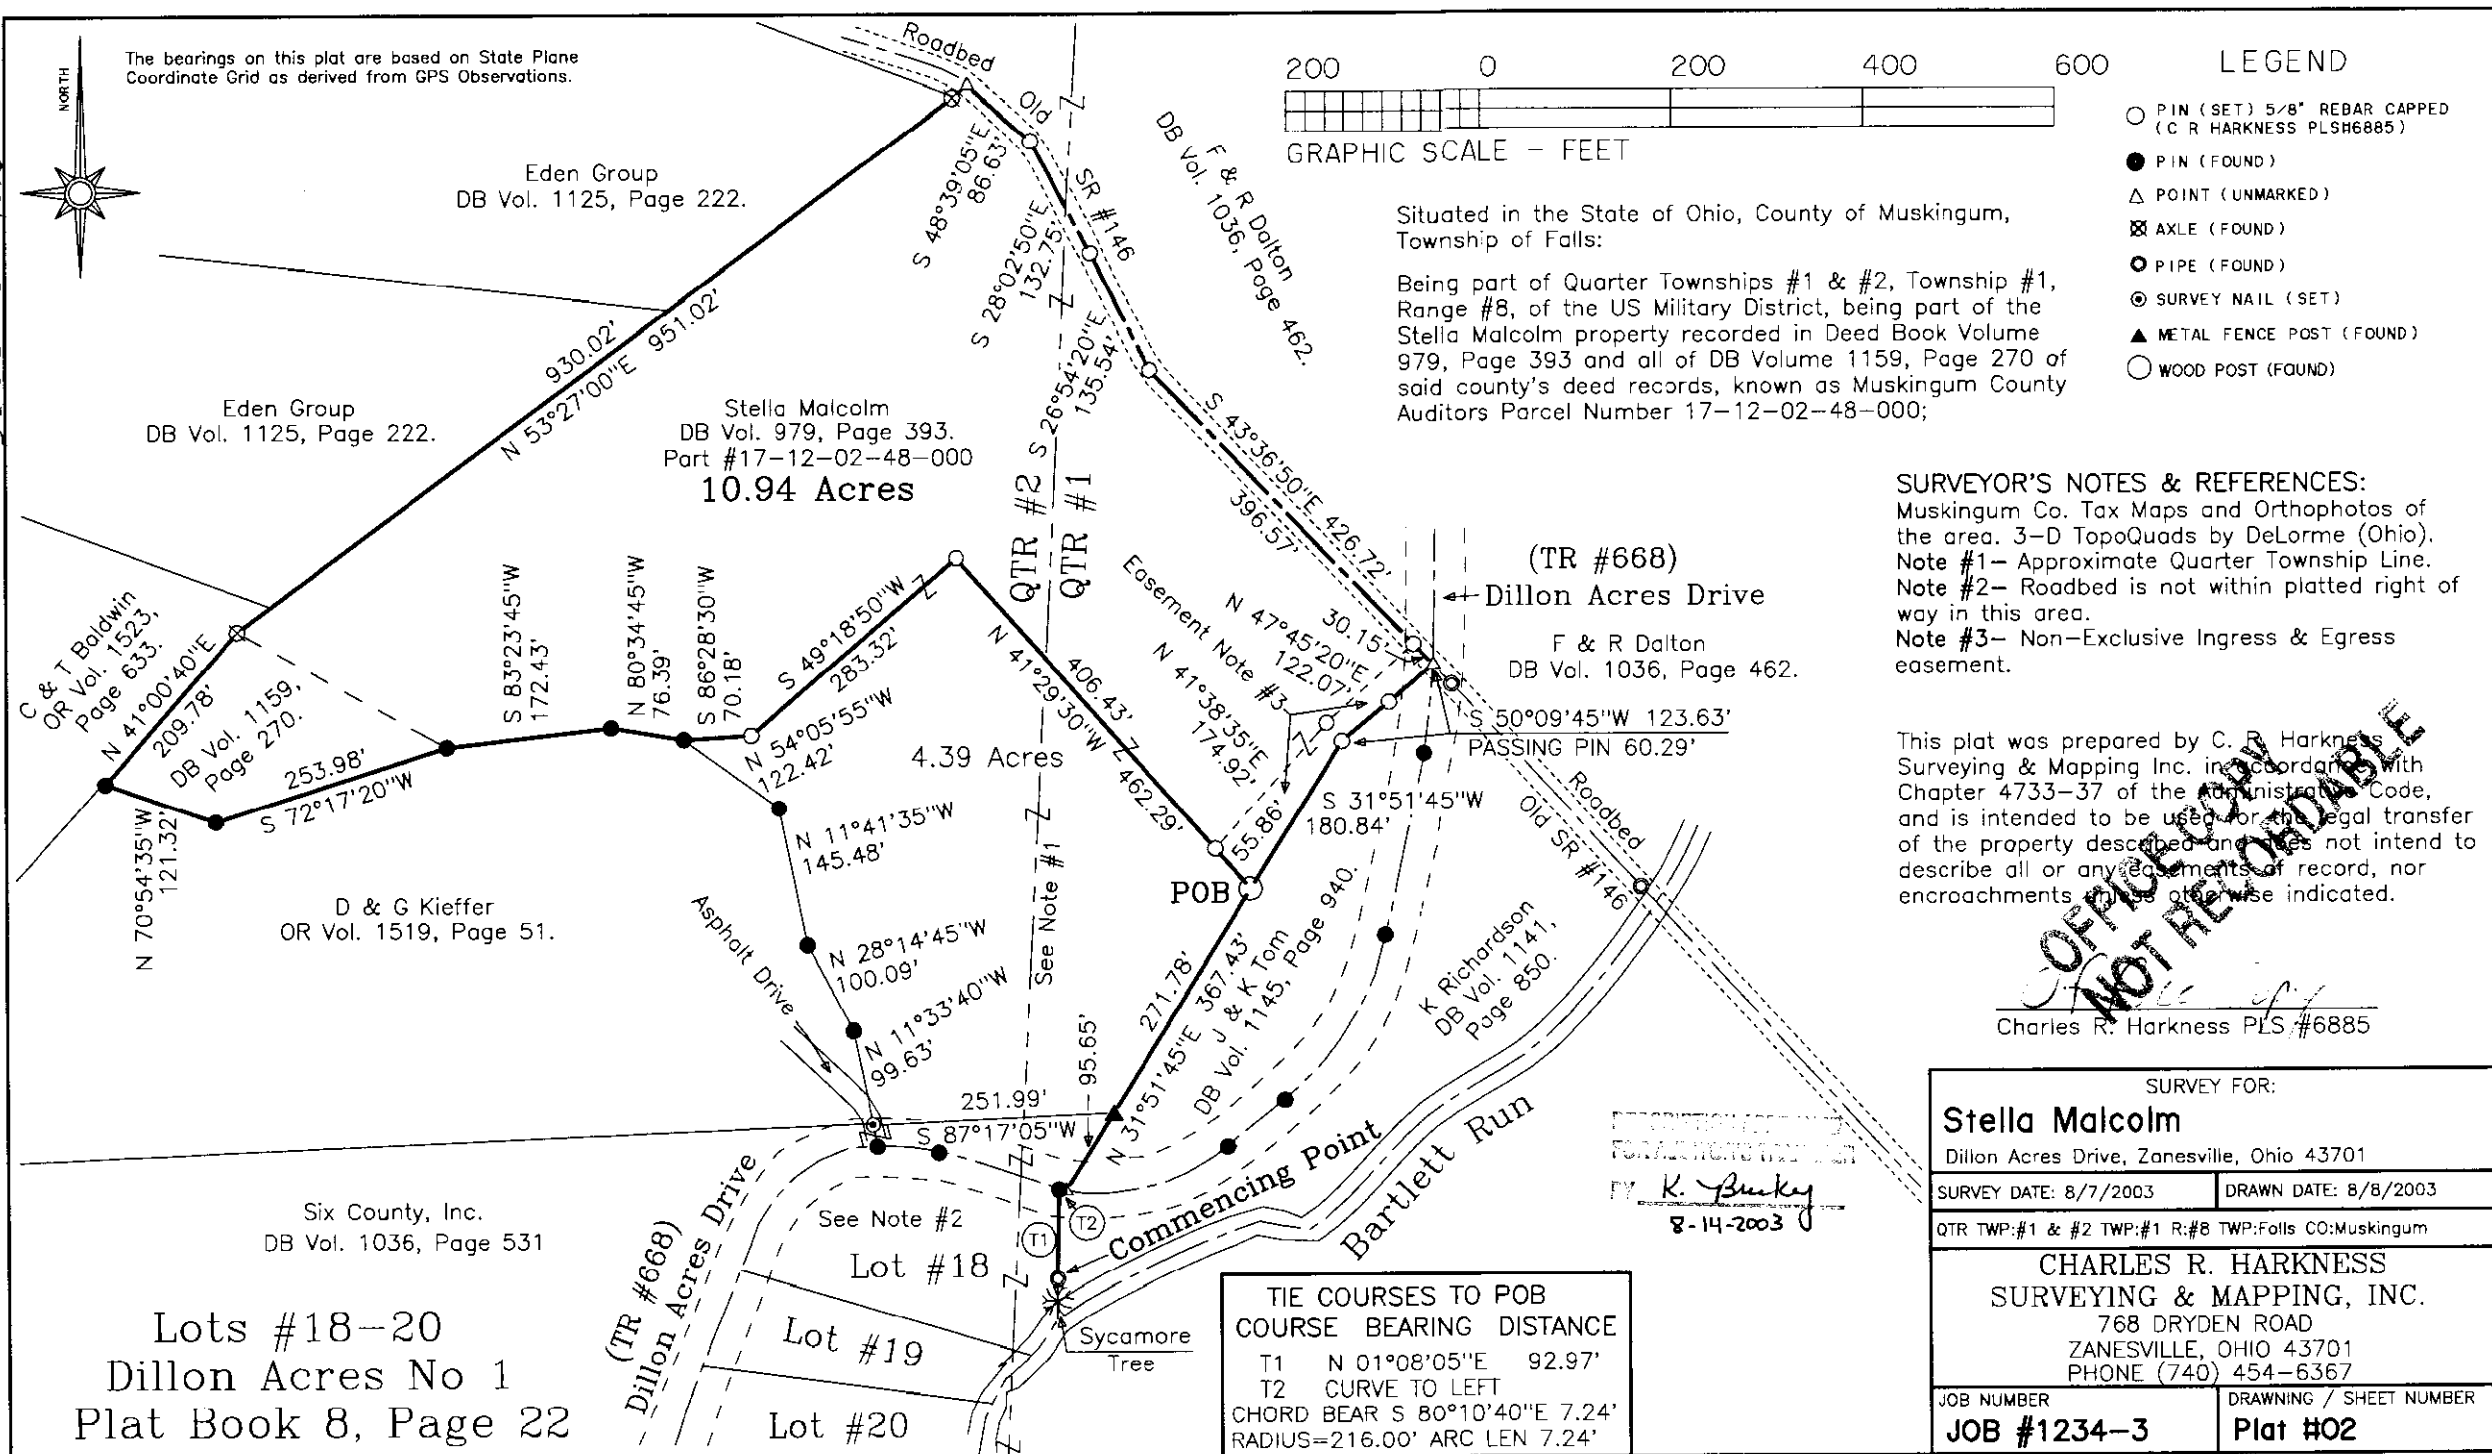 NORTH
The bearings on this plat are based on State Plane
Coordinate Grid as derived from GPS Observations.
Roadbed
Old
SR #146
200 0 200 400 600
GRAPHIC SCALE - FEET
LEGEND
PIN (SET) 5/8" REBAR CAPPED
(C R HARKNESS PLS#6885)
PIN (FOUND)
POINT (UNMARKED)
AXLE (FOUND)
PIPE (FOUND)
SURVEY NAIL (SET)
METAL FENCE POST (FOUND)
WOOD POST (FOUND)
Eden Group
DB Vol. 1125, Page 222.
S 48°39'05"E
86.63'
F & R Dalton
DB Vol. 1036, Page 462.
Situated in the State of Ohio, County of Muskingum,
Township of Falls:
Being part of Quarter Townships #1 & #2, Township #1,
Range #8, of the US Military District, being part of the
Stella Malcolm property recorded in Deed Book Volume
979, Page 393 and all of DB Volume 1159, Page 270 of
said county's deed records, known as Muskingum County
Auditors Parcel Number 17-12-02-48-000;
S 28°02'50"E
132.75'
930.02'
N 53°27'00"E 951.02'
S 26°54'20"E
135.54'
Eden Group
DB Vol. 1125, Page 222.
Stella Malcolm
DB Vol. 979, Page 393.
Part #17-12-02-48-000
10.94 Acres
QTR #2
QTR #1
S 43°36'50"E 426.72'
396.57'
SURVEYOR'S NOTES & REFERENCES:
Muskingum Co. Tax Maps and Orthophotos of
the area. 3-D TopoQuads by DeLorme (Ohio).
Note #1- Approximate Quarter Township Line.
Note #2- Roadbed is not within platted right of
way in this area.
Note #3- Non-Exclusive Ingress & Egress
easement.
(TR #668)
Dillon Acres Drive
F & R Dalton
DB Vol. 1036, Page 462.
C & T Baldwin
OR Vol. 1523,
Page 633.
N 41°00'40"E
209.78'
DB Vol. 1159,
Page 270.
S 83°23'45"W
172.43'
N 80°34'45"W
76.39'
S 86°28'30"W
70.18'
S 49°18'50"W
283.32'
406.43'
N 41°29'30"W 462.29'
Easement Note #3
N 47°45'20"E
122.07'
30.15'
N 41°38'35"E
174.92'
S 50°09'45"W 123.63'
PASSING PIN 60.29'
253.98'
S 72°17'20"W
N 70°54'35"W
121.32'
N 54°05'55"W
122.42'
4.39 Acres
N 11°41'35"W
145.48'
55.86'
S 31°51'45"W
180.84'
Roadbed
Old SR #146
This plat was prepared by C. R. Harkness
Surveying & Mapping Inc. in accordance with
Chapter 4733-37 of the Administrative Code,
and is intended to be used for the legal transfer
of the property described and does not intend to
describe all or any easements of record, nor
encroachments unless otherwise indicated.
OFFICE COPY
NOT RECORDABLE
Charles R. Harkness PLS #6885
POB
See Note #1
D & G Kieffer
OR Vol. 1519, Page 51.
Asphalt Drive
N 28°14'45"W
100.09'
N 11°33'40"W
99.63'
271.78'
N 31°51'45"E 367.43'
J & K Tom
DB Vol. 1145, Page 940.
K Richardson
DB Vol. 1141,
Page 850.
95.65'
251.99'
S 87°17'05"W
Commencing Point
Bartlett Run
8-14-2003
Six County, Inc.
DB Vol. 1036, Page 531
(TR #668)
Dillon Acres Drive
See Note #2
Lot #18
Lot #19
Lot #20
T1
T2
Sycamore
Tree
Lots #18-20
Dillon Acres No 1
Plat Book 8, Page 22
TIE COURSES TO POB
COURSE BEARING DISTANCE
T1 N 01°08'05"E 92.97'
T2 CURVE TO LEFT
CHORD BEAR S 80°10'40"E 7.24'
RADIUS=216.00' ARC LEN 7.24'
SURVEY FOR:
Stella Malcolm
Dillon Acres Drive, Zanesville, Ohio 43701
SURVEY DATE: 8/7/2003 DRAWN DATE: 8/8/2003
QTR TWP:#1 & #2 TWP:#1 R:#8 TWP:Falls CO:Muskingum
CHARLES R. HARKNESS
SURVEYING & MAPPING, INC.
768 DRYDEN ROAD
ZANESVILLE, OHIO 43701
PHONE (740) 454-6367
JOB NUMBER DRAWING / SHEET NUMBER
JOB #1234-3 Plat #02